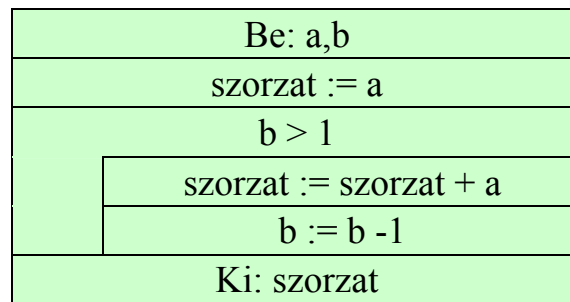 Be: a,b
szorzat := a
b > 1
szorzat := szorzat + a
b := b -1
Ki: szorzat